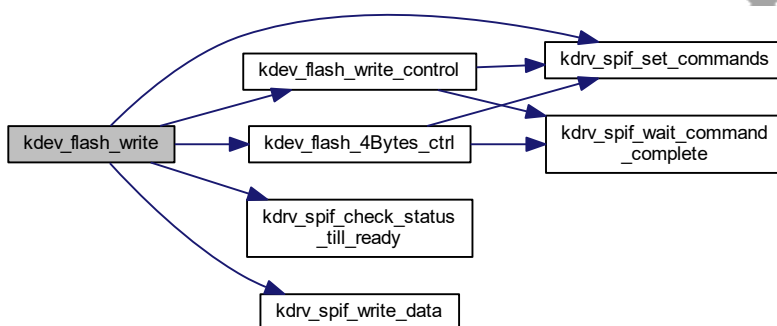 kdev_flash_write
kdev_flash_write_control
kdev_flash_4Bytes_ctrl
kdrv_spif_check_status
_till_ready
kdrv_spif_write_data
kdrv_spif_set_commands
kdrv_spif_wait_command
_complete